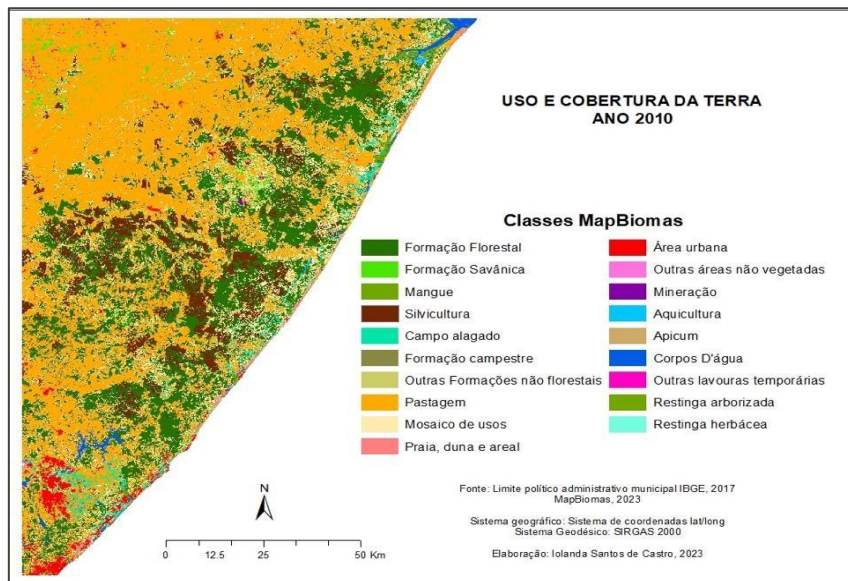 USO E COBERTURA DA TERRA
ANO 2010
Classes MapBiomas
Formação Florestal
Formação Savânica
Mangue
Silvicultura
Campo alagado
Formação campestre
Outras Formações não florestais
Pastagem
Mosaico de usos
Praia, duna e areal
Área urbana
Outras áreas não vegetadas
Mineração
Aquicultura
Apicum
Corpos D'água
Outras lavouras temporárias
Restinga arborizada
Restinga herbácea
N
0 12.5 25 50 Km
Fonte: Limite político administrativo municipal IBGE, 2017
MapBiomas, 2023
Sistema geográfico: Sistema de coordenadas lat/long
Sistema Geodésico: SIRGAS 2000
Elaboração: Iolanda Santos de Castro, 2023